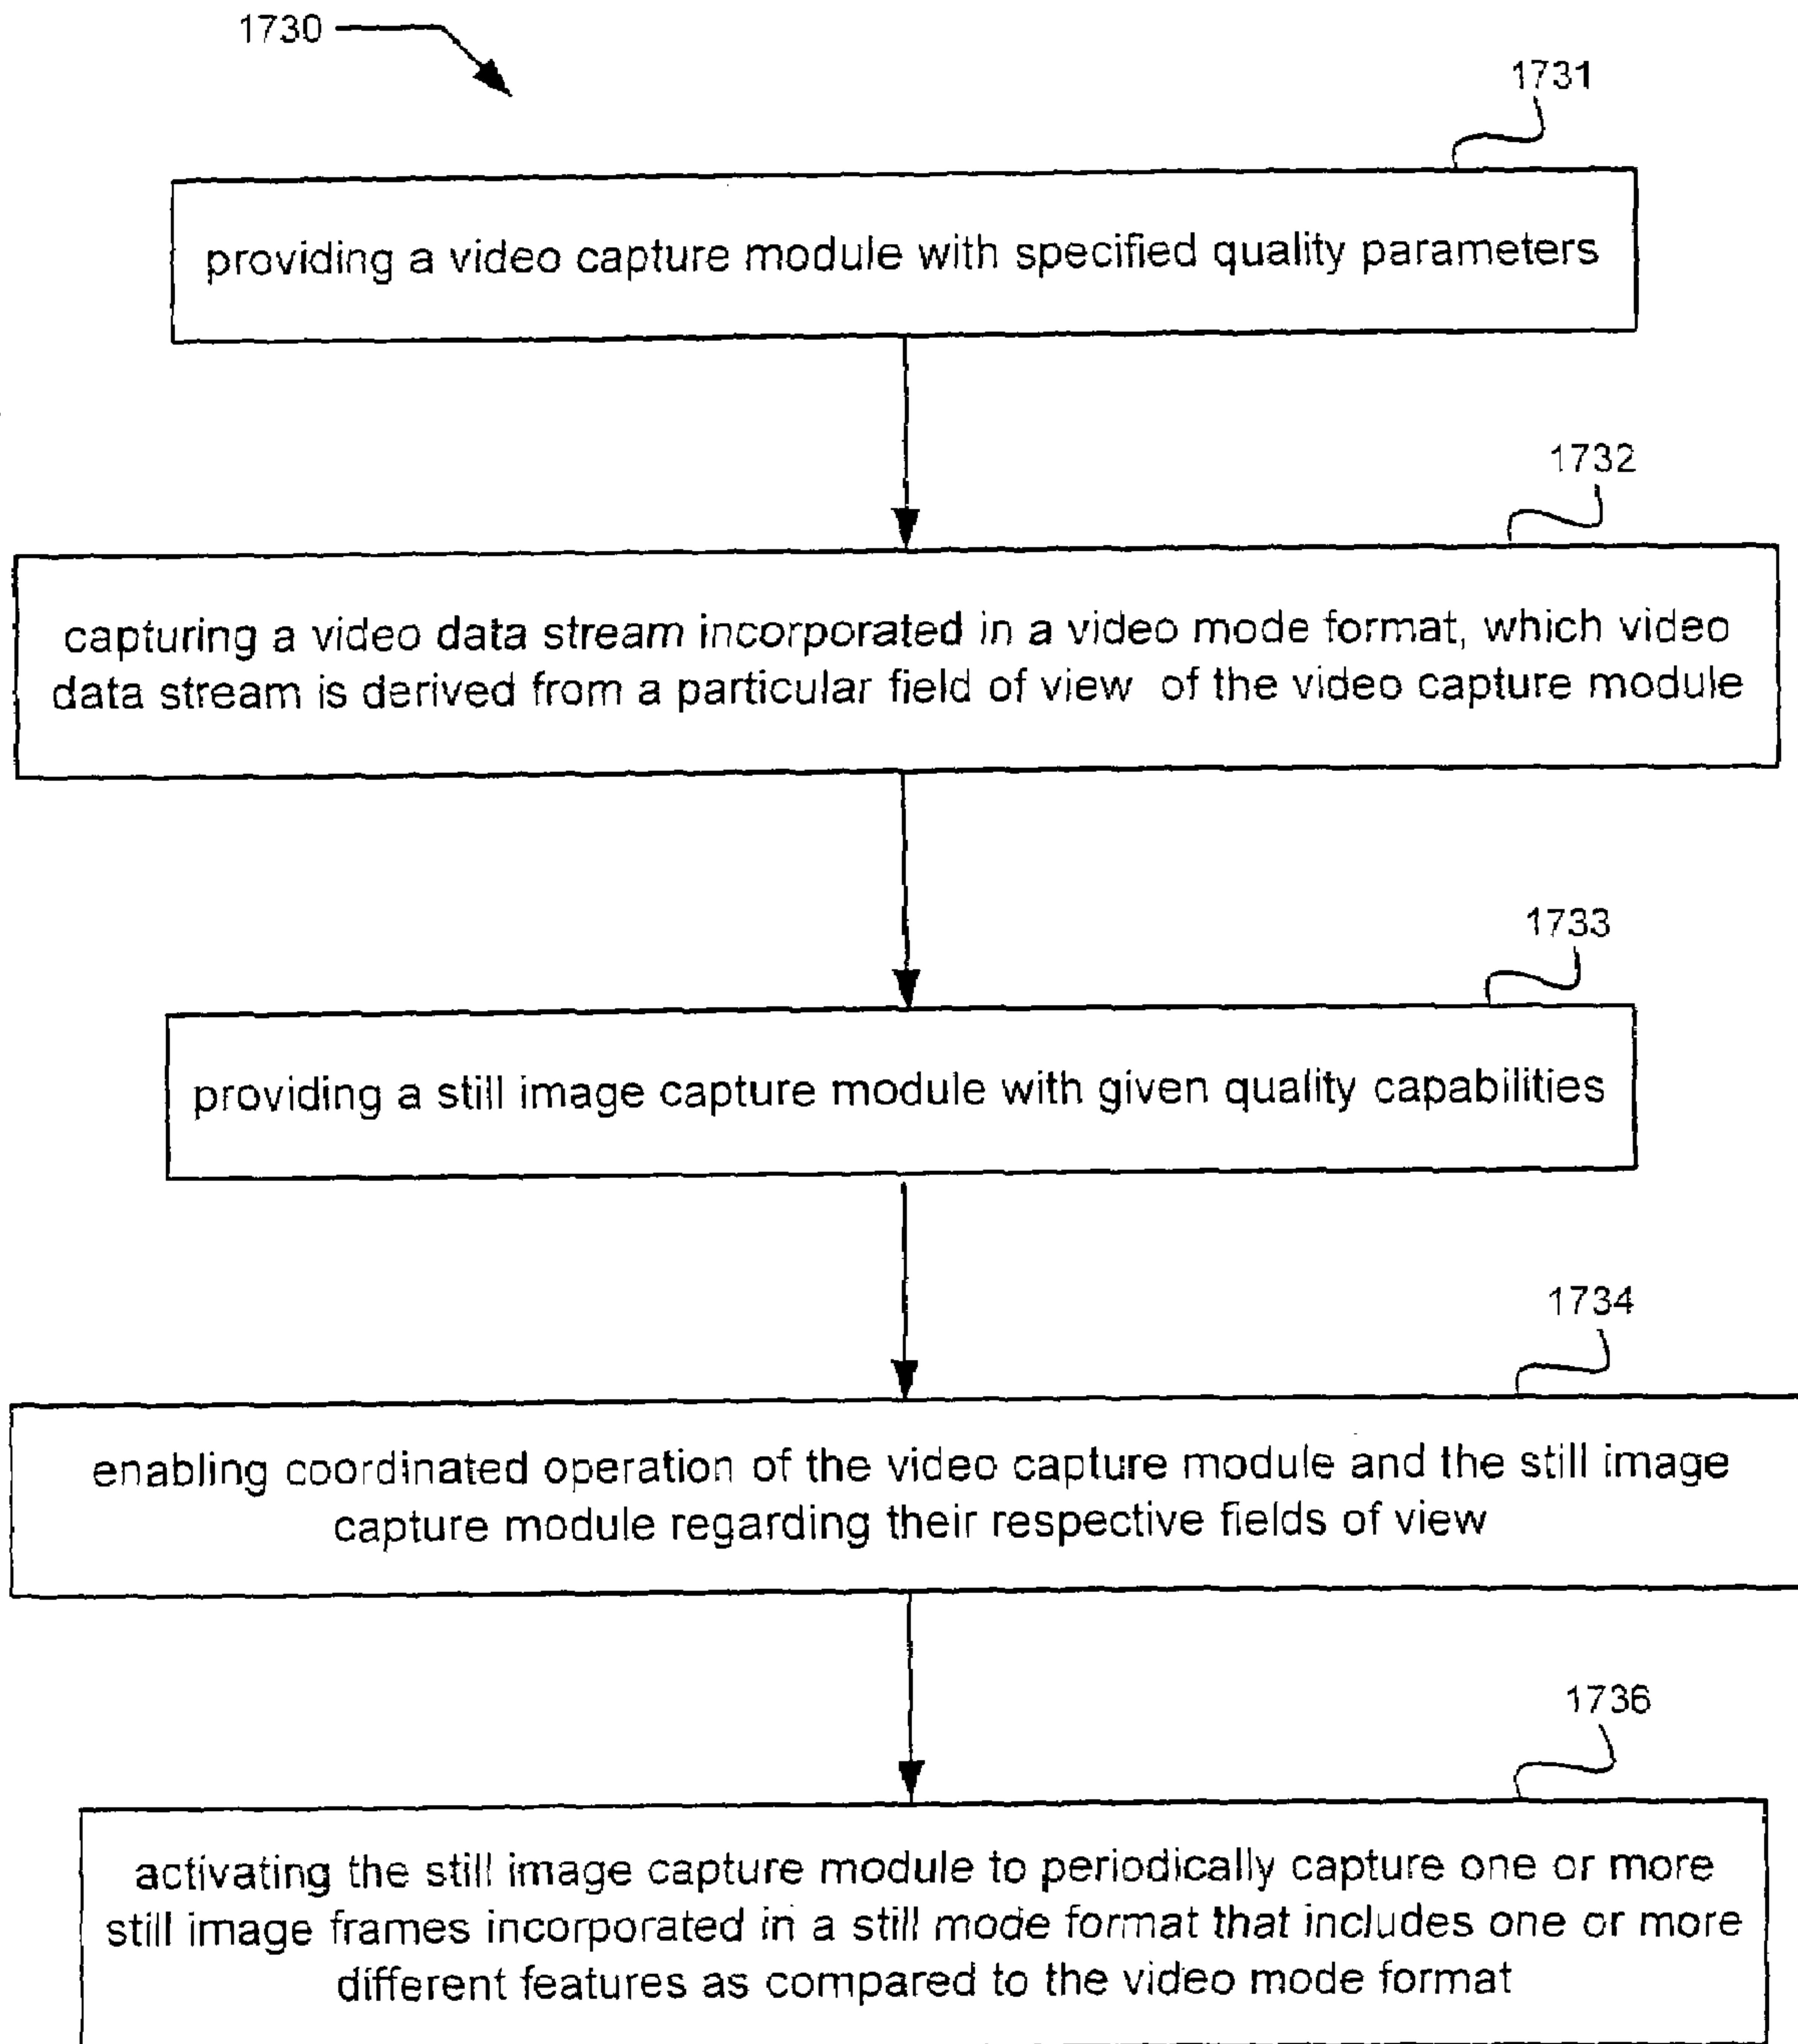 1730
1731
providing a video capture module with specified quality parameters
1732
capturing a video data stream incorporated in a video mode format, which video
data stream is derived from a particular field of view of the video capture module
1733
providing a still image capture module with given quality capabilities
1734
enabling coordinated operation of the video capture module and the still image
capture module regarding their respective fields of view
1736
activating the still image capture module to periodically capture one or more
still image frames incorporated in a still mode format that includes one or more
different features as compared to the video mode format